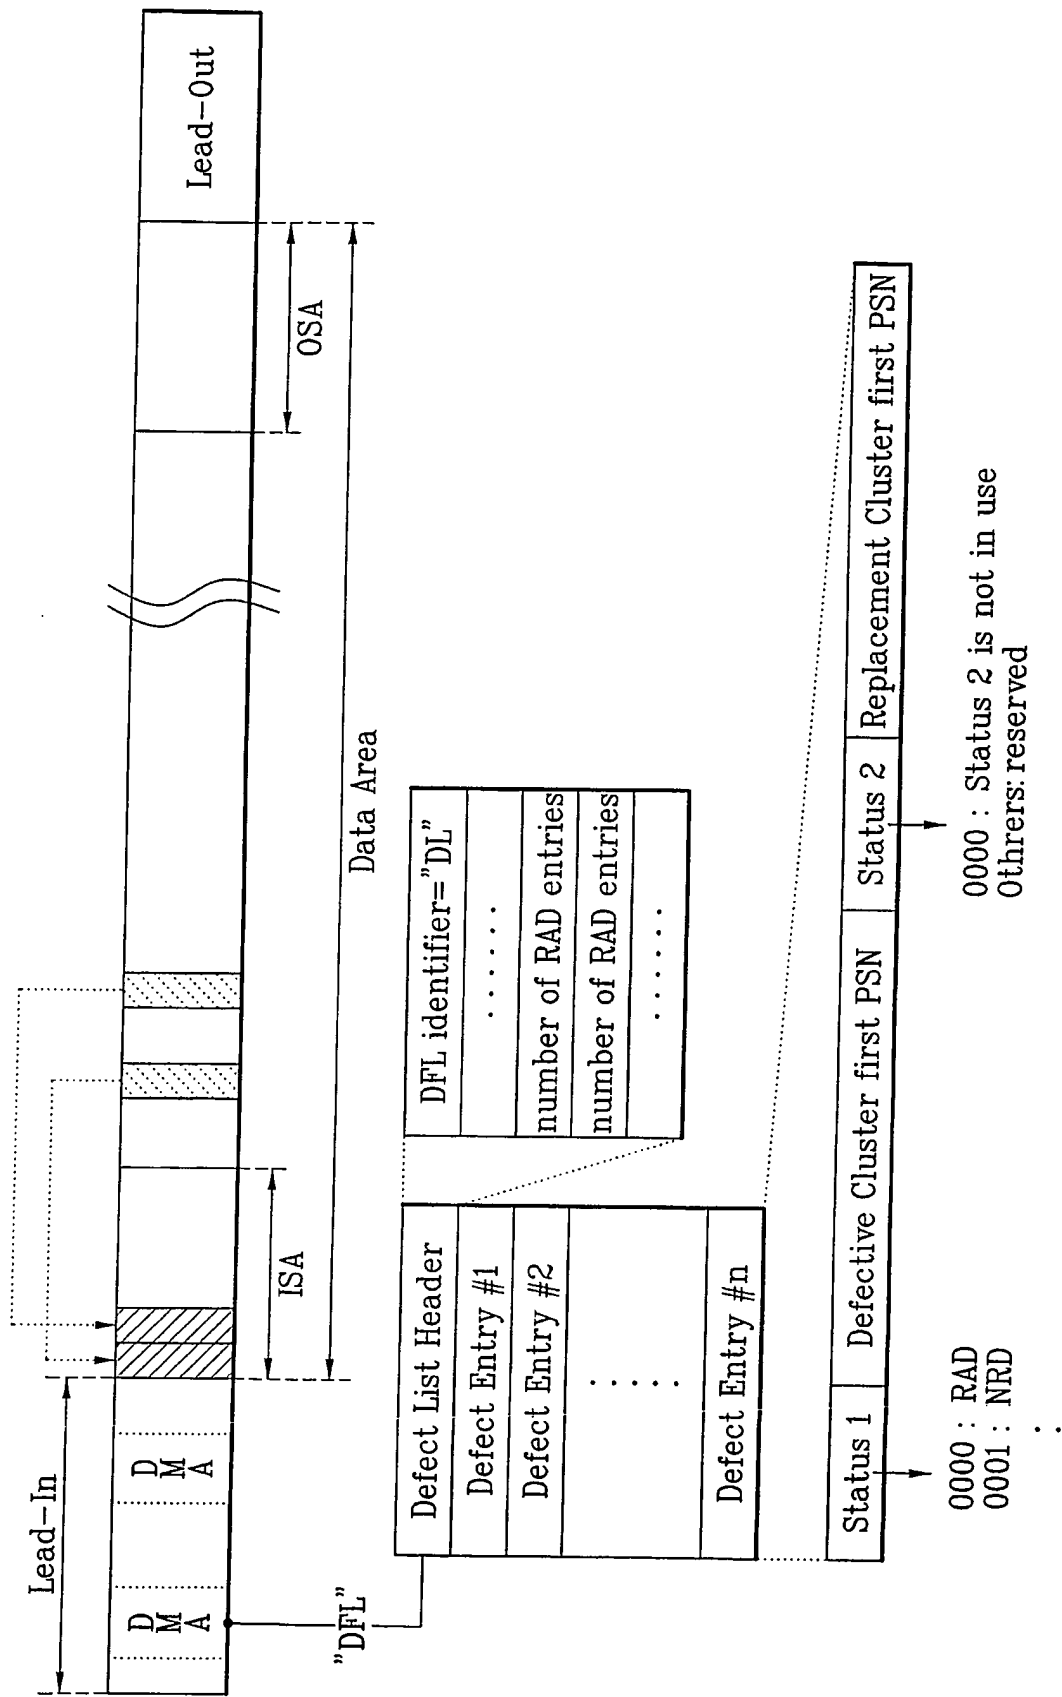 Lead-In
D
M
A
D
M
A
Lead-Out
ISA
OSA
Data Area
"DFL"
Defect List Header
Defect Entry #1
Defect Entry #2
. . . . .
Defect Entry #n
DFL identifier="DL"
. . . . . .
number of RAD entries
number of RAD entries
. . . . . .
Status 1
Defective Cluster first PSN
Status 2
Replacement Cluster first PSN
0000 : RAD
0001 : NRD
:
0000 : Status 2 is not in use
Othrers: reserved